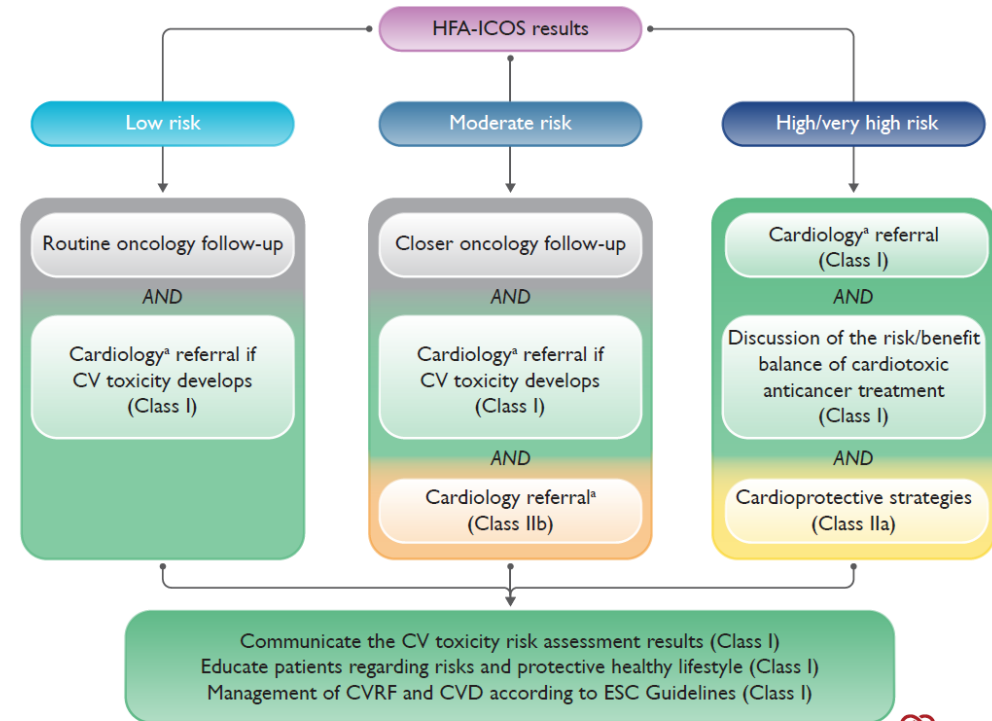 HFA-ICOS results
Low risk
Moderate risk
High/very high risk
Routine oncology follow-up
AND
Cardiologyᵃ referral if
CV toxicity develops
(Class I)
Closer oncology follow-up
AND
Cardiologyᵃ referral if
CV toxicity develops
(Class I)
AND
Cardiology referralᵃ
(Class IIb)
Cardiologyᵃ referral
(Class I)
AND
Discussion of the risk/benefit
balance of cardiotoxic
anticancer treatment
(Class I)
AND
Cardioprotective strategies
(Class IIa)
Communicate the CV toxicity risk assessment results (Class I)
Educate patients regarding risks and protective healthy lifestyle (Class I)
Management of CVRF and CVD according to ESC Guidelines (Class I)